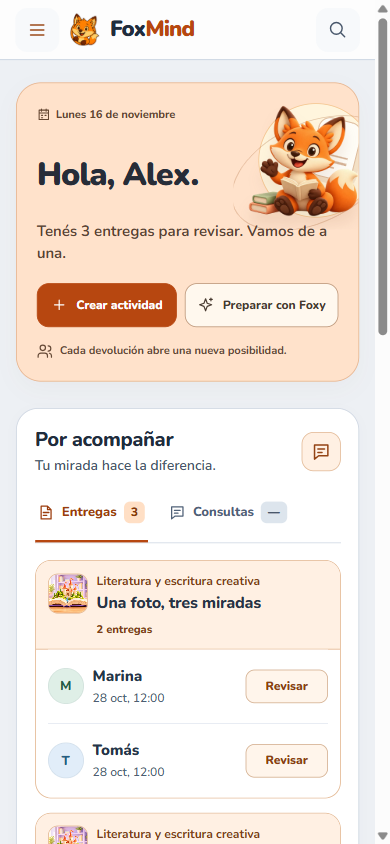 FoxMind
Lunes 16 de noviembre
Hola, Alex.
Tenés 3 entregas para revisar. Vamos de a
una.
Crear actividad
Preparar con Foxy
Cada devolución abre una nueva posibilidad.
Por acompañar
Tu mirada hace la diferencia.
Entregas 3
Consultas —
Literatura y escritura creativa
Una foto, tres miradas
2 entregas
M
Marina
28 oct, 12:00
Revisar
T
Tomás
28 oct, 12:00
Revisar
Literatura y escritura creativa